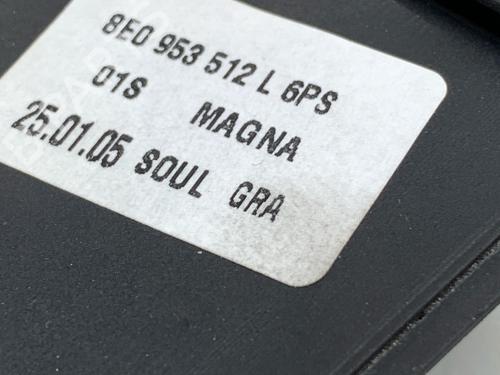 8E0 953 512 L 6PS
01S MAGNA
25.01.05 SOUL GRA